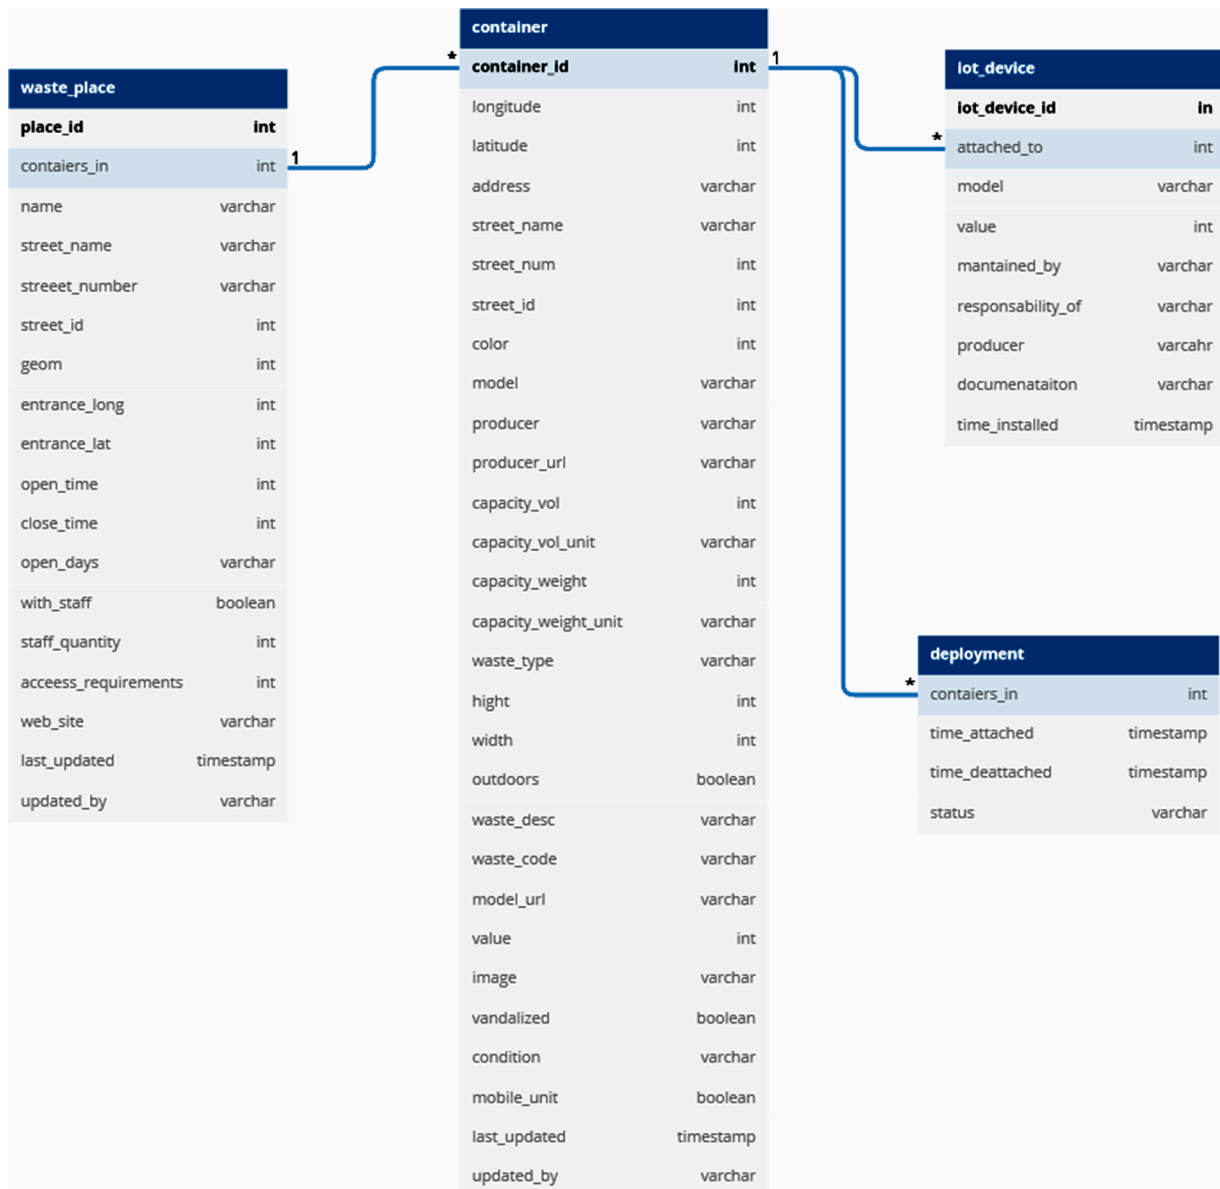 waste_place
place_id int
contaiers_in int
name varchar
street_name varchar
streeet_number varchar
street_id int
geom int
entrance_long int
entrance_lat int
open_time int
close_time int
open_days varchar
with_staff boolean
staff_quantity int
acceess_requirements int
web_site varchar
last_updated timestamp
updated_by varchar
1
*
container
container_id int
longitude int
latitude int
address varchar
street_name varchar
street_num int
street_id int
color int
model varchar
producer varchar
producer_url varchar
capacity_vol int
capacity_vol_unit varchar
capacity_weight int
capacity_weight_unit varchar
waste_type varchar
hight int
width int
outdoors boolean
waste_desc varchar
waste_code varchar
model_url varchar
value int
image varchar
vandalized boolean
condition varchar
mobile_unit boolean
last_updated timestamp
updated_by varchar
1
*
iot_device
iot_device_id in
attached_to int
model varchar
value int
mantained_by varchar
responsability_of varchar
producer varcahr
documenataiton varchar
time_installed timestamp
*
deployment
contaiers_in int
time_attached timestamp
time_deattached timestamp
status varchar